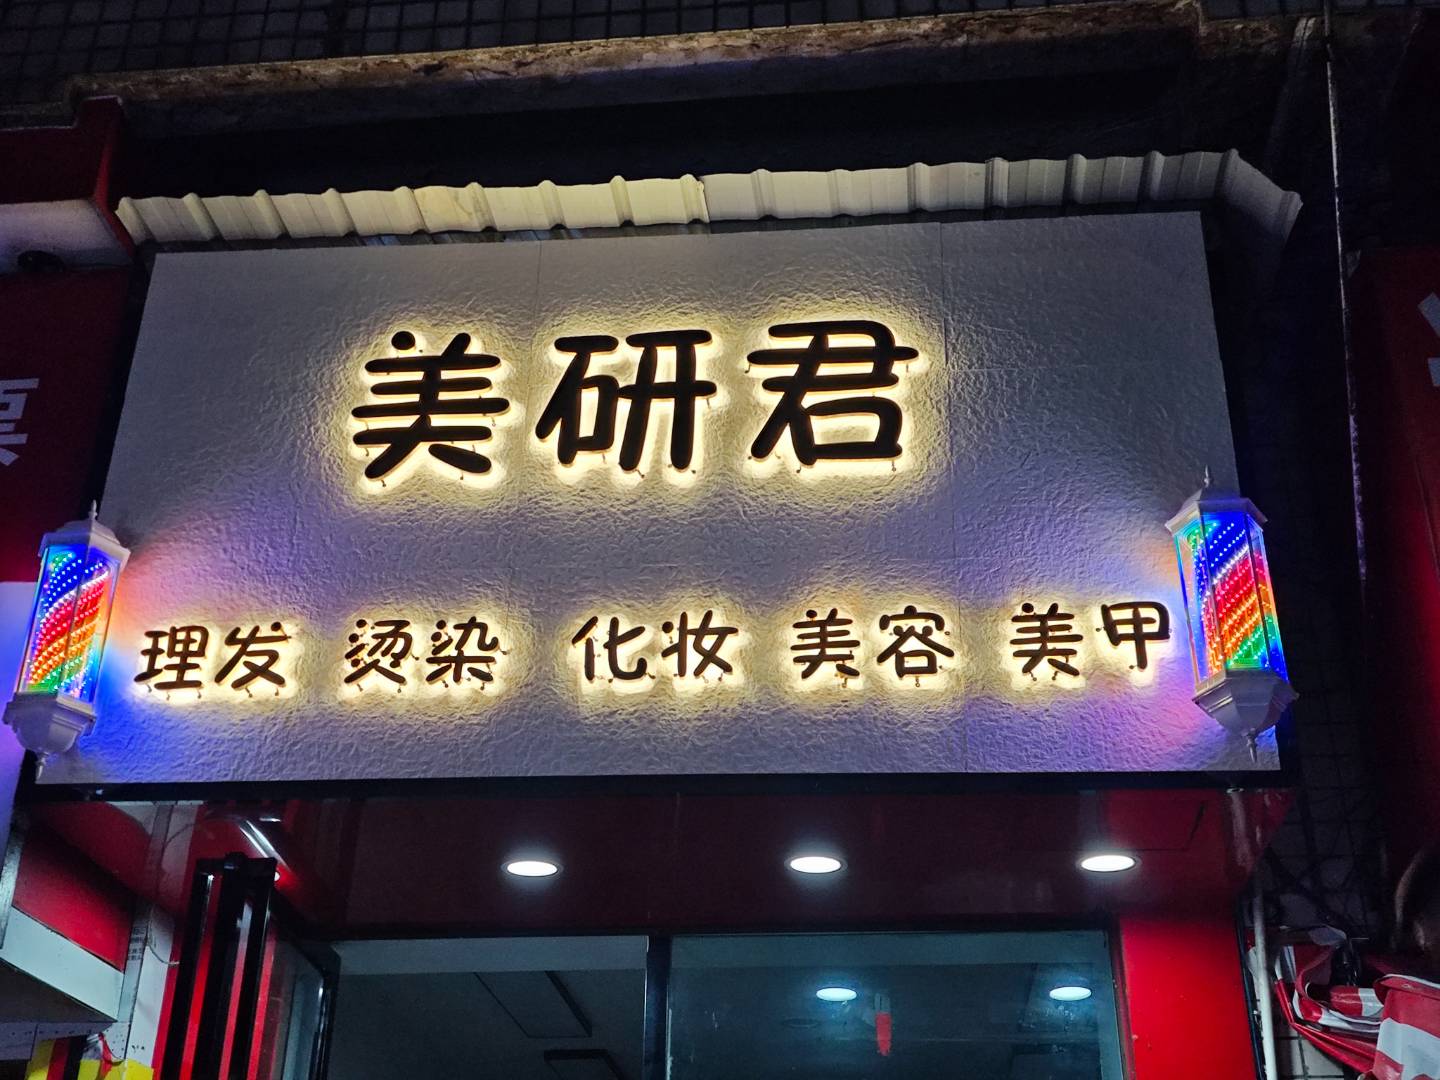 美研君
理发 烫染 化妆 美容 美甲